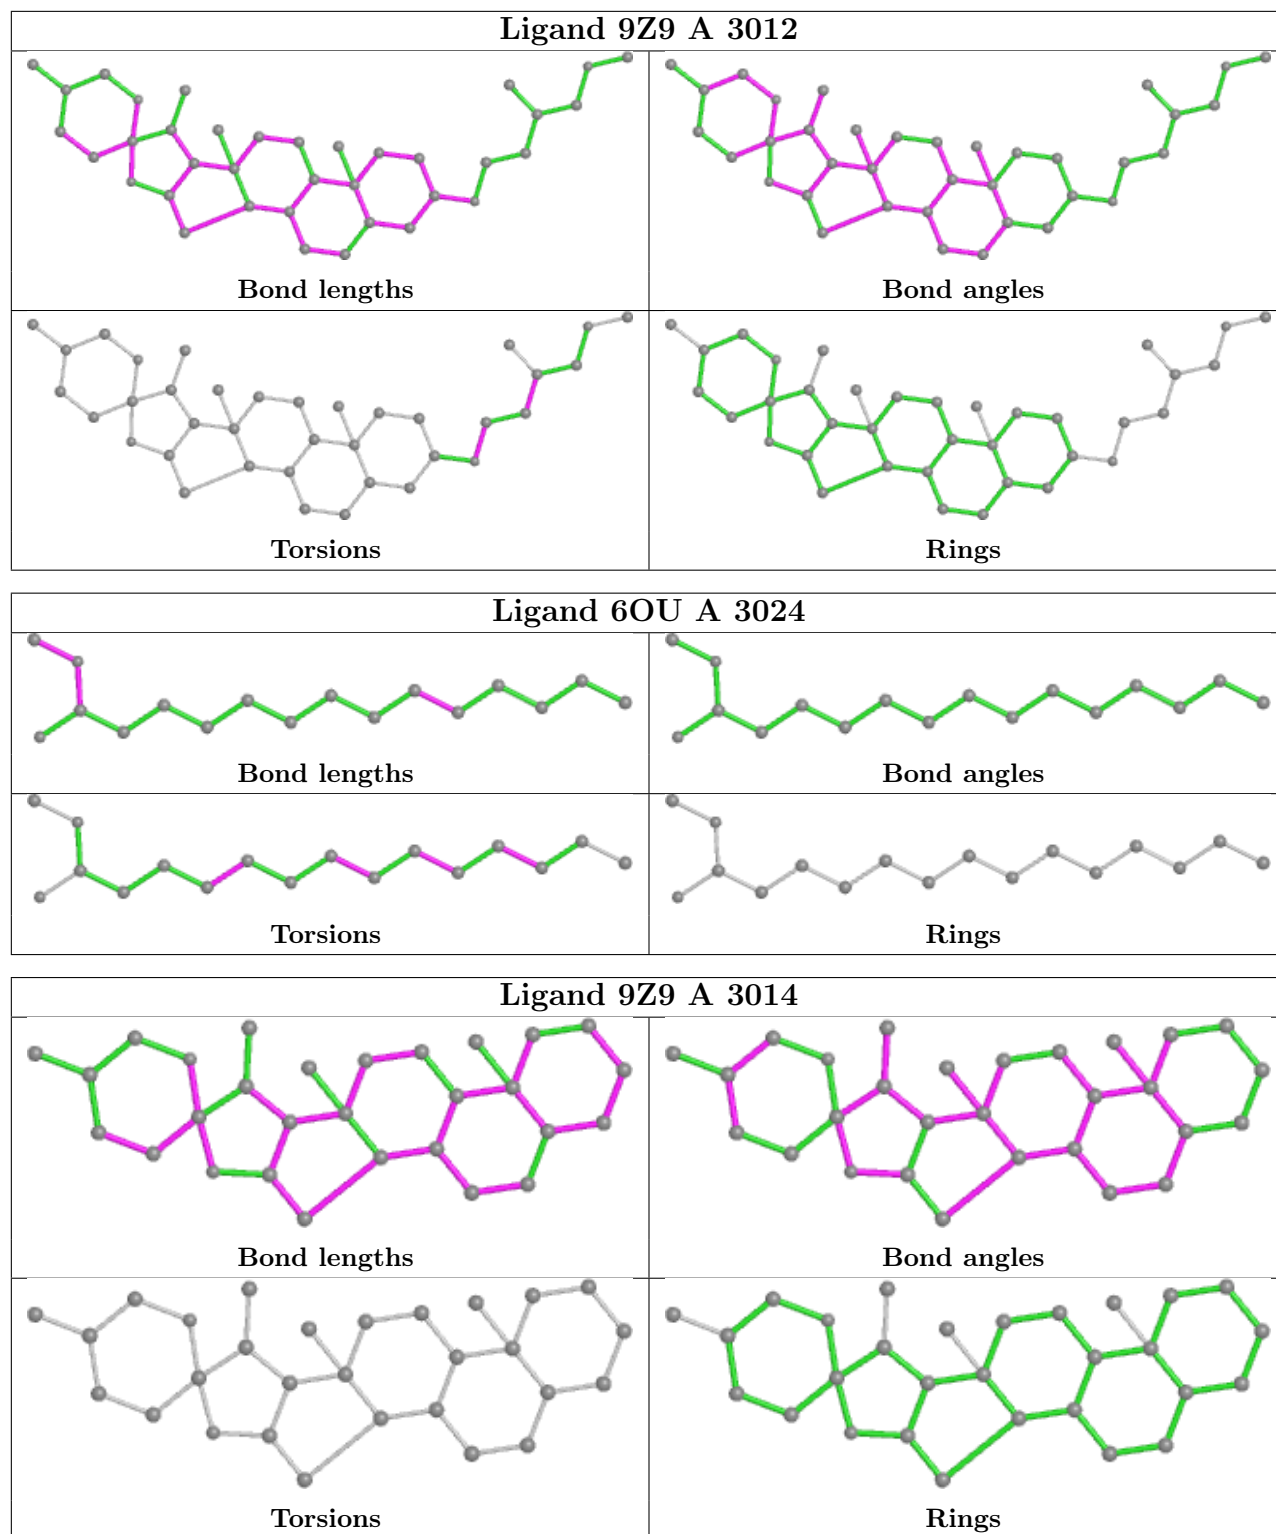 Ligand 9Z9 A 3012
Bond lengths
Bond angles
Torsions
Rings
Ligand 6OU A 3024
Bond lengths
Bond angles
Torsions
Rings
Ligand 9Z9 A 3014
Bond lengths
Bond angles
Torsions
Rings